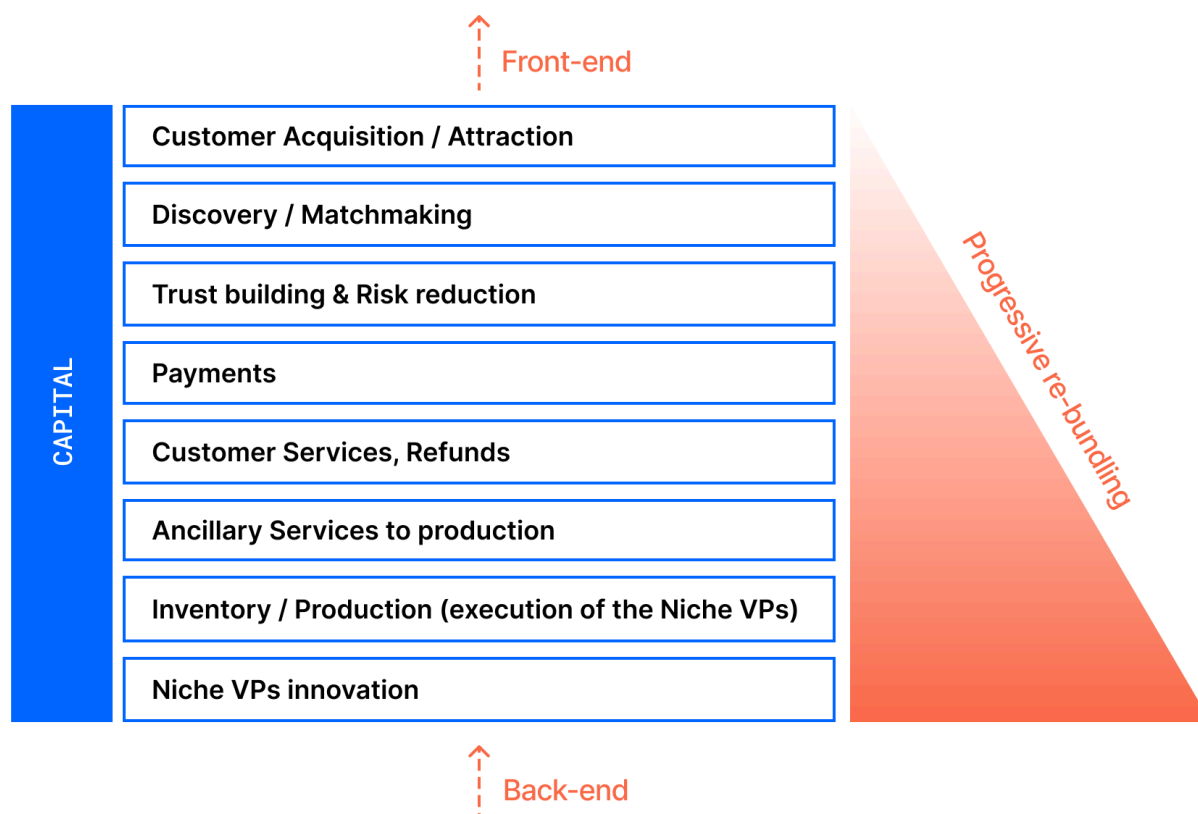 Front-end
CAPITAL
Customer Acquisition / Attraction
Discovery / Matchmaking
Trust building & Risk reduction
Payments
Customer Services, Refunds
Ancillary Services to production
Inventory / Production (execution of the Niche VPs)
Niche VPs innovation
Progressive re-bundling
Back-end